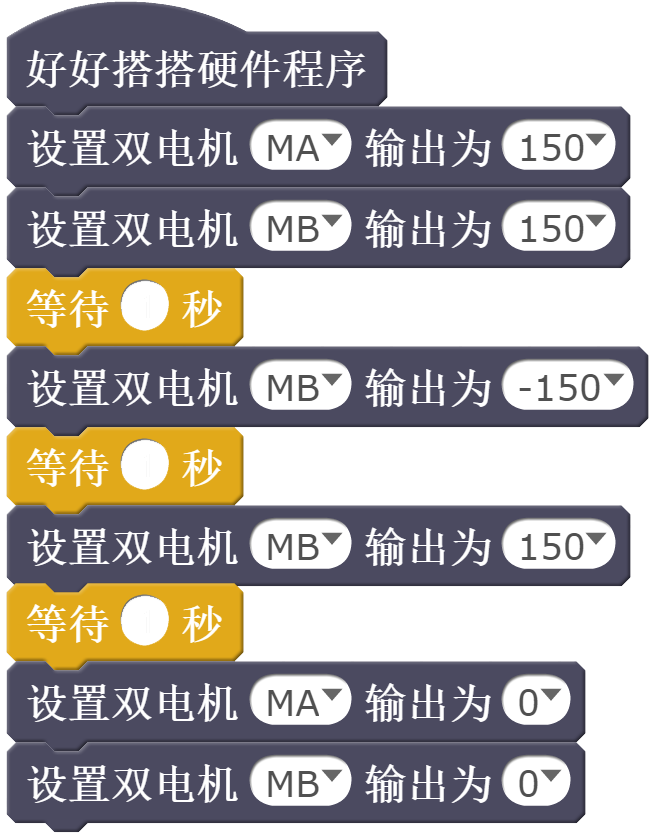 好好搭搭硬件程序
设置双电机 MA 输出为 150
设置双电机 MB 输出为 150
等待 秒
设置双电机 MB 输出为 -150
等待 秒
设置双电机 MB 输出为 150
等待 秒
设置双电机 MA 输出为 0
设置双电机 MB 输出为 0